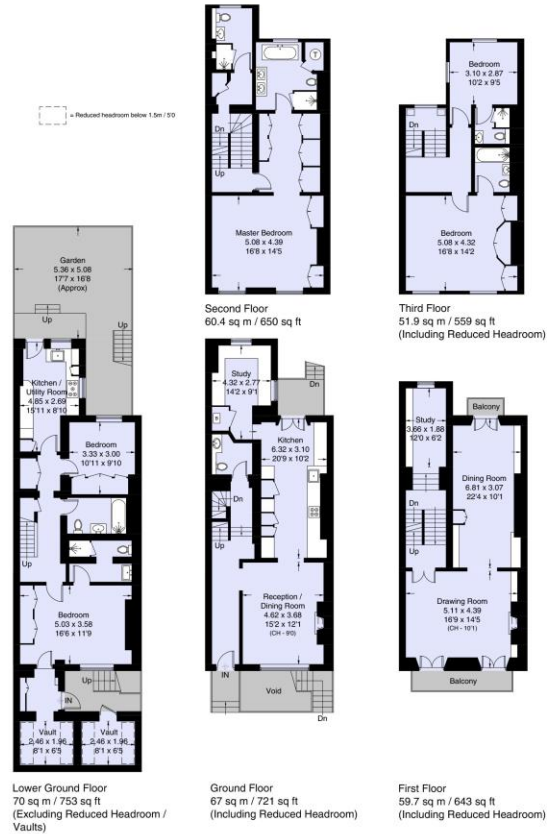 = Reduced headroom below 1.5m / 5'0
T
Dn
Up
Master Bedroom
5.08 x 4.39
16'8 x 14'5
Second Floor
60.4 sq m / 650 sq ft
Bedroom
3.10 x 2.87
10'2 x 9'5
Dn
Bedroom
5.08 x 4.32
16'8 x 14'2
Third Floor
51.9 sq m / 559 sq ft
(Including Reduced Headroom)
Garden
5.36 x 5.08
17'7 x 16'8
(Approx)
Up
Up
Kitchen /
Utility Room
4.85 x 2.69
15'11 x 8'10
Bedroom
3.33 x 3.00
10'11 x 9'10
Up
Bedroom
5.03 x 3.58
16'6 x 11'9
Up
IN
Vault
2.46 x 1.96
8'1 x 6'5
Vault
2.46 x 1.96
8'1 x 6'5
Lower Ground Floor
70 sq m / 753 sq ft
(Excluding Reduced Headroom /
Vaults)
Study
4.32 x 2.77
14'2 x 9'1
Dn
Kitchen
6.32 x 3.10
20'9 x 10'2
Dn
Up
Reception /
Dining Room
4.62 x 3.68
15'2 x 12'1
(CH - 9'0)
IN
Void
Dn
Ground Floor
67 sq m / 721 sq ft
(Including Reduced Headroom)
Balcony
Study
3.66 x 1.88
12'0 x 6'2
Dining Room
6.81 x 3.07
22'4 x 10'1
Dn
Up
Drawing Room
5.11 x 4.39
16'9 x 14'5
(CH - 10'1)
Balcony
First Floor
59.7 sq m / 643 sq ft
(Including Reduced Headroom)